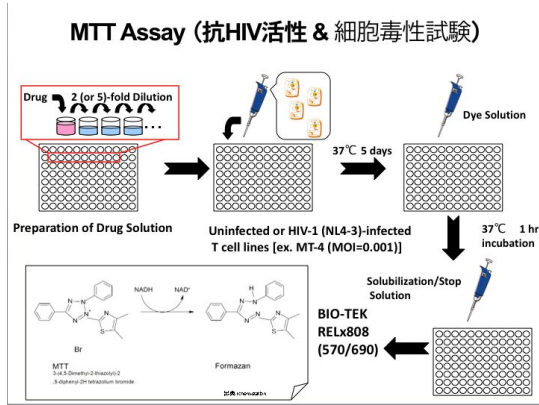 MTT Assay（抗HIV活性 & 細胞毒性試験）
Drug
2 (or 5)-fold Dilution
...
Preparation of Drug Solution
37℃ 5 days
Uninfected or HIV-1 (NL4-3)-infected
T cell lines [ex. MT-4 (MOI=0.001)]
Dye Solution
37℃ 1 hr
incubation
Solubilization/Stop
Solution
BIO-TEK
RELx808
(570/690)
NADH
NAD⁺
N
N
N
N⁺
N
S
Br⁻
MTT
3-(4,5-Dimethyl-2-thiazolyl)-2
,5-diphenyl-2H tetrazolium bromide
H
N
N
N
N
N
S
Formazan